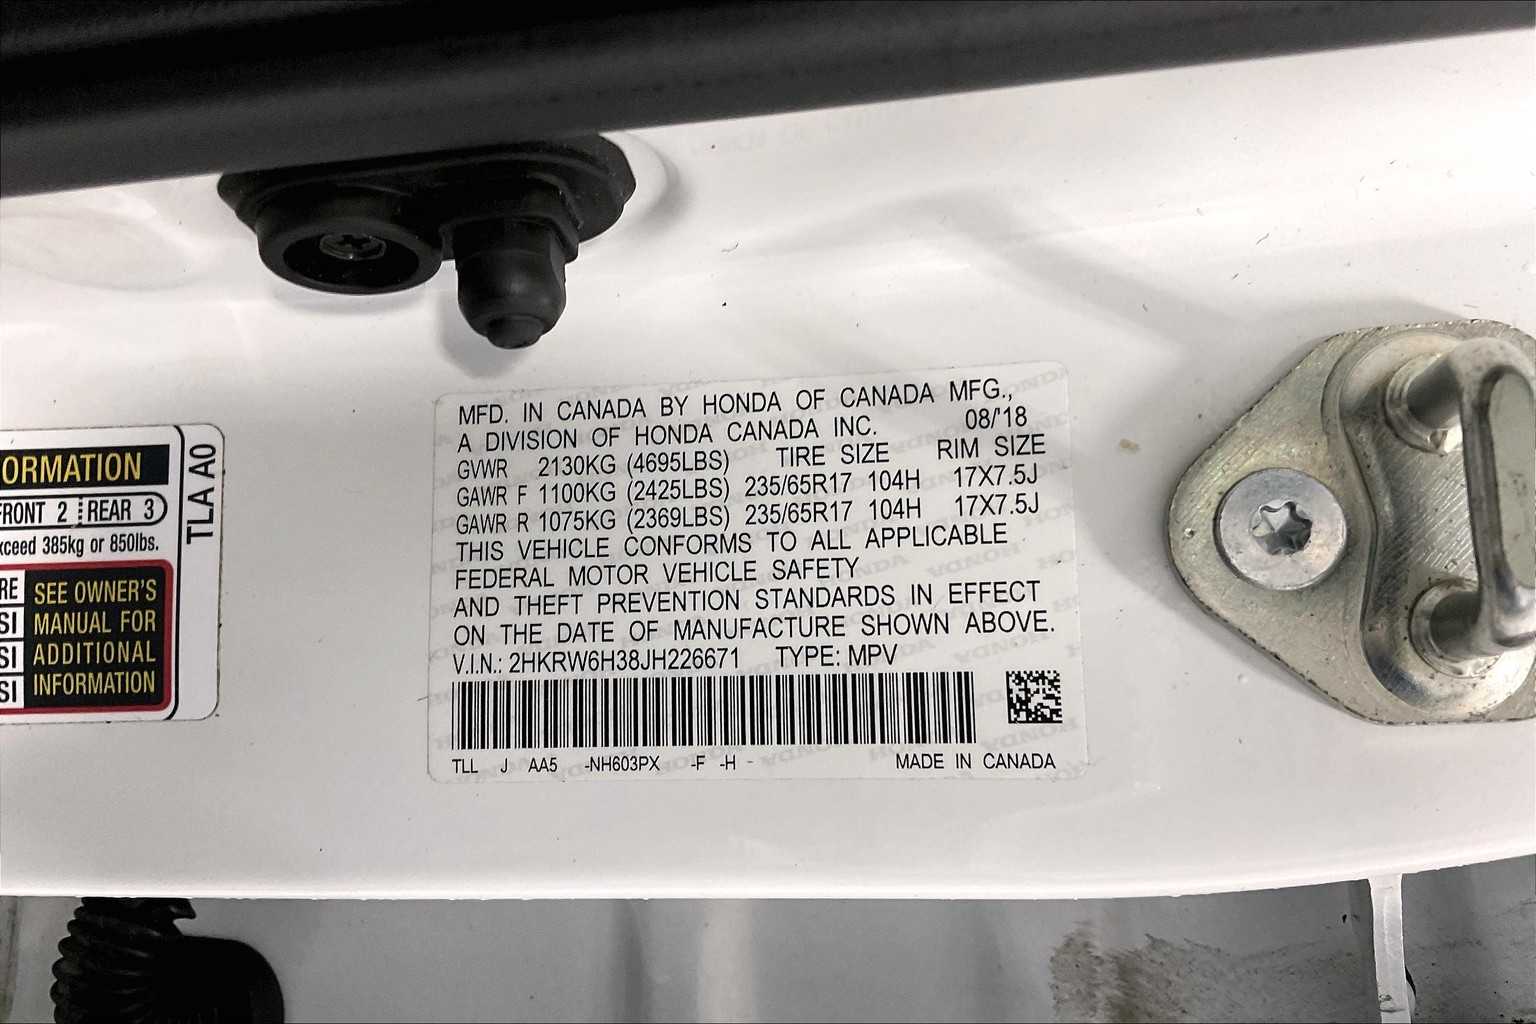 ORMATION
FRONT 2 REAR 3
xceed 385kg or 850lbs.
RE
SI
SI
SI
SEE OWNER'S
MANUAL FOR
ADDITIONAL
INFORMATION
TLA A0
MFD. IN CANADA BY HONDA OF CANADA MFG.,
A DIVISION OF HONDA CANADA INC. 08/'18
GVWR 2130KG (4695LBS) TIRE SIZE RIM SIZE
GAWR F 1100KG (2425LBS) 235/65R17 104H 17X7.5J
GAWR R 1075KG (2369LBS) 235/65R17 104H 17X7.5J
THIS VEHICLE CONFORMS TO ALL APPLICABLE
FEDERAL MOTOR VEHICLE SAFETY
AND THEFT PREVENTION STANDARDS IN EFFECT
ON THE DATE OF MANUFACTURE SHOWN ABOVE.
V.I.N.: 2HKRW6H38JH226671 TYPE: MPV
TLL J AA5 -NH603PX -F -H - MADE IN CANADA